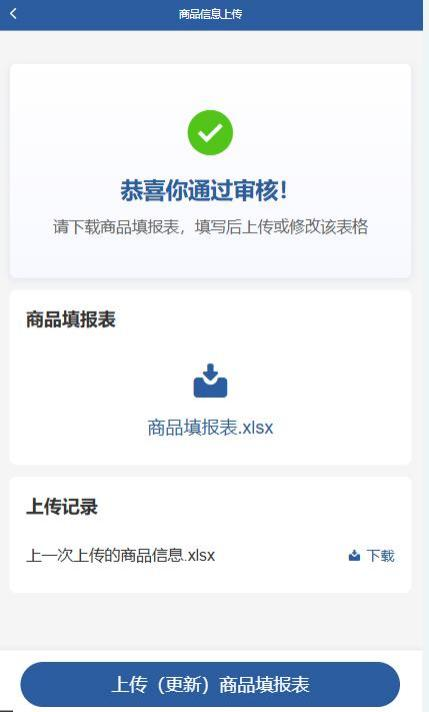 商品信息上传
恭喜你通过审核！
请下载商品填报表，填写后上传或修改该表格
商品填报表
商品填报表.xlsx
上传记录
上一次上传的商品信息.xlsx
下载
上传（更新）商品填报表